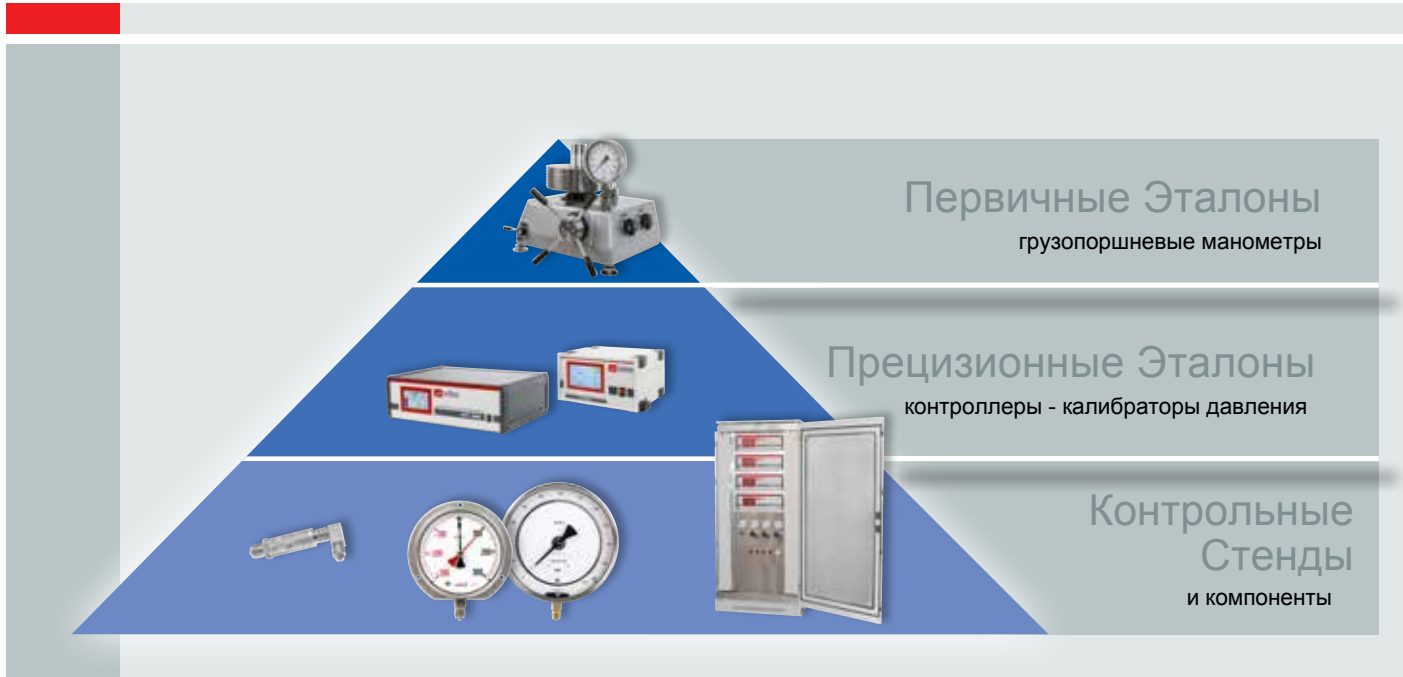 Первичные Эталоны
грузопоршневые манометры
Прецизионные Эталоны
контроллеры - калибраторы давления
Контрольные
Стенды
и компоненты